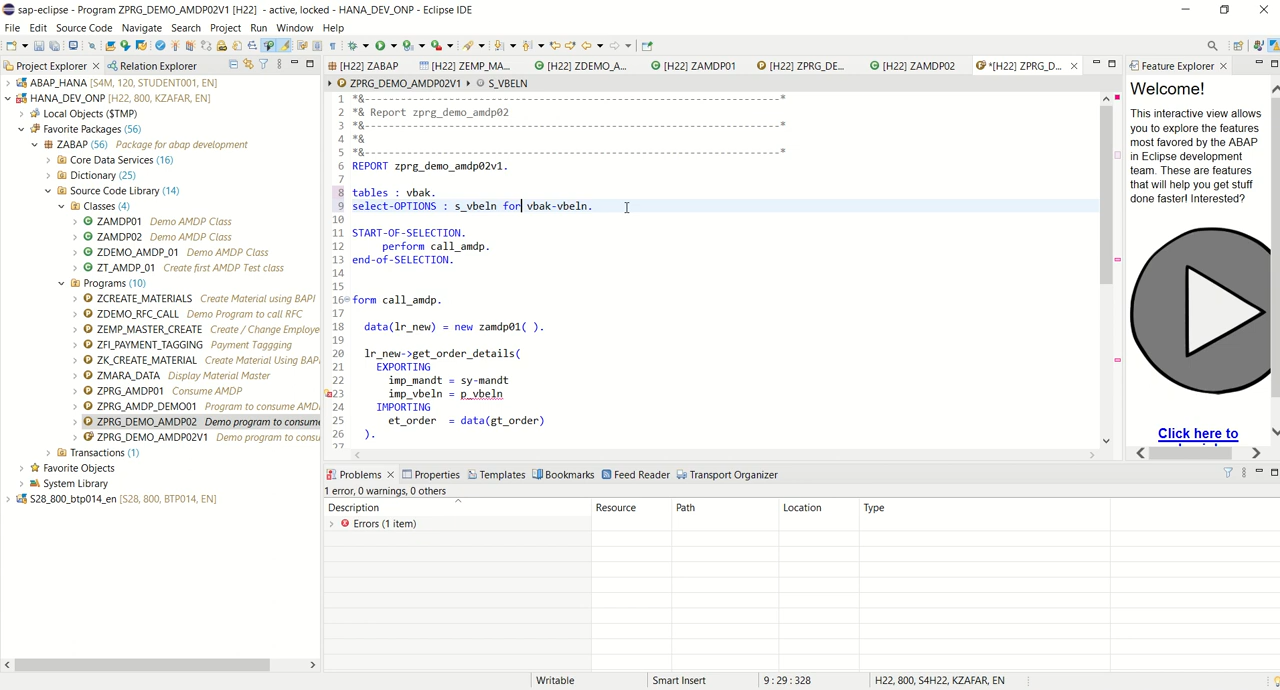 sap-eclipse - Program ZPRG_DEMO_AMDP02V1 [H22] - active, locked - HANA_DEV_ONP - Eclipse IDE
File Edit Source Code Navigate Search Project Run Window Help
Project Explorer Relation Explorer
ABAP_HANA [S4M, 120, STUDENT001, EN]
HANA_DEV_ONP [H22, 800, KZAFAR, EN]
Local Objects ($TMP)
Favorite Packages (56)
ZABAP (56) Package for abap development
Core Data Services (16)
Dictionary (25)
Source Code Library (14)
Classes (4)
ZAMDP01 Demo AMDP Class
ZAMDP02 Demo AMDP Class
ZDEMO_AMDP_01 Demo AMDP Class
ZT_AMDP_01 Create first AMDP Test class
Programs (10)
ZCREATE_MATERIALS Create Material using BAPI
ZDEMO_RFC_CALL Demo Program to call RFC
ZEMP_MASTER_CREATE Create / Change Employe
ZFI_PAYMENT_TAGGING Payment Taggging
ZK_CREATE_MATERIAL Create Material Using BAP
ZMARA_DATA Display Material Master
ZPRG_AMDP01 Consume AMDP
ZPRG_AMDP_DEMO01 Program to consume AMD
ZPRG_DEMO_AMDP02 Demo program to consume
ZPRG_DEMO_AMDP02V1 Demo program to consu
Transactions (1)
Favorite Objects
System Library
S28_800_btp014_en [S28, 800, BTP014, EN]
[H22] ZABAP [H22] ZEMP_MA... [H22] ZDEMO_A... [H22] ZAMDP01 [H22] ZPRG_DE... [H22] ZAMDP02 *[H22] ZPRG_D...
ZPRG_DEMO_AMDP02V1 S_VBELN
1 *&---------------------------------------------------------------------*
2 *& Report zprg_demo_amdp02
3 *&---------------------------------------------------------------------*
4 *&
5 *&---------------------------------------------------------------------*
6 REPORT zprg_demo_amdp02v1.
7
8 tables : vbak.
9 select-OPTIONS : s_vbeln for vbak-vbeln.
10
11 START-OF-SELECTION.
12 perform call_amdp.
13 end-of-SELECTION.
14
15
16 form call_amdp.
17
18 data(lr_new) = new zamdp01( ).
19
20 lr_new->get_order_details(
21 EXPORTING
22 imp_mandt = sy-mandt
23 imp_vbeln = p_vbeln
24 IMPORTING
25 et_order = data(gt_order)
26 ).
27
Feature Explorer
Welcome!
This interactive view allows
you to explore the features
most favored by the ABAP
in Eclipse development
team. These are features
that will help you get stuff
done faster! Interested?
Click here to
Problems Properties Templates Bookmarks Feed Reader Transport Organizer
1 error, 0 warnings, 0 others
Description Resource Path Location Type
Errors (1 item)
Writable Smart Insert 9 : 29 : 328 H22, 800, S4H22, KZAFAR, EN